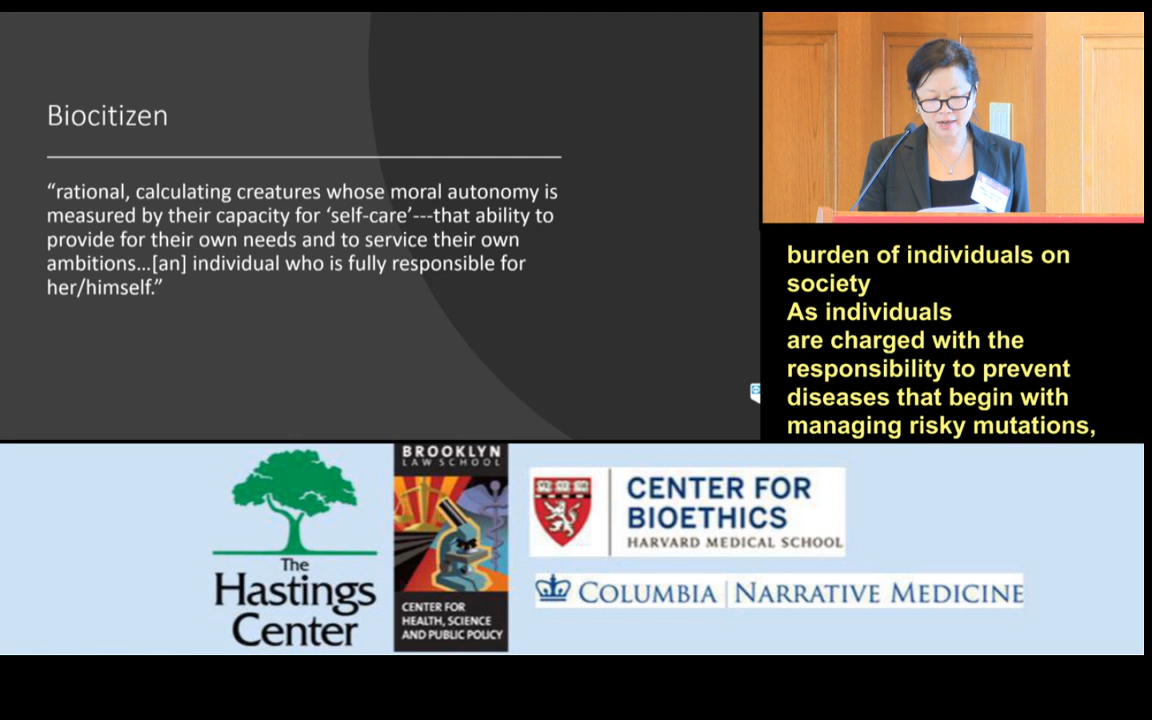 Biocitizen
“rational, calculating creatures whose moral autonomy is
measured by their capacity for ‘self-care’---that ability to
provide for their own needs and to service their own
ambitions...[an] individual who is fully responsible for
her/himself.”
burden of individuals on
society
As individuals
are charged with the
responsibility to prevent
diseases that begin with
managing risky mutations,
The
Hastings
Center
BROOKLYN
LAW SCHOOL
CENTER FOR
HEALTH, SCIENCE
AND PUBLIC POLICY
CENTER FOR
BIOETHICS
HARVARD MEDICAL SCHOOL
COLUMBIA | NARRATIVE MEDICINE